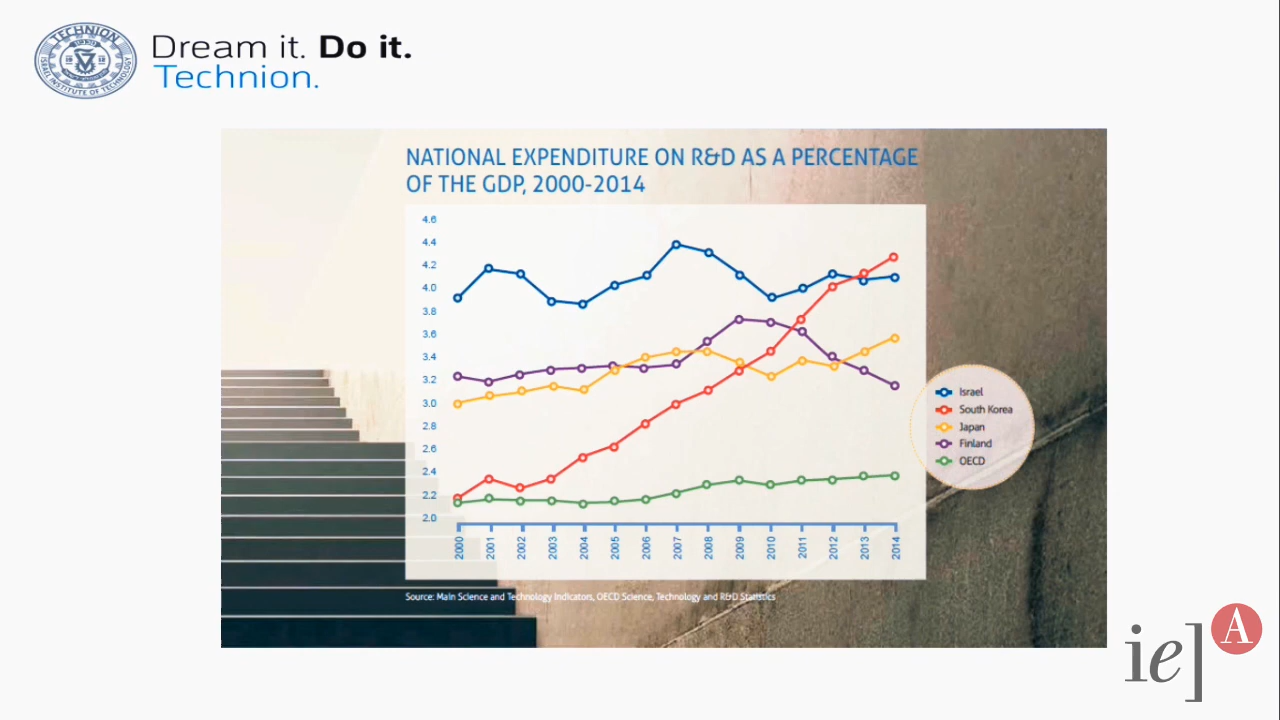 TECHNION
ISRAEL INSTITUTE OF TECHNOLOGY
Dream it. Do it.
Technion.
NATIONAL EXPENDITURE ON R&D AS A PERCENTAGE
OF THE GDP, 2000-2014
4.6
4.4
4.2
4.0
3.8
3.6
3.4
3.2
3.0
2.8
2.6
2.4
2.2
2.0
2000 2001 2002 2003 2004 2005 2006 2007 2008 2009 2010 2011 2012 2013 2014
Israel
South Korea
Japan
Finland
OECD
Source: Main Science and Technology Indicators, OECD Science, Technology and R&D Statistics
ie]
A